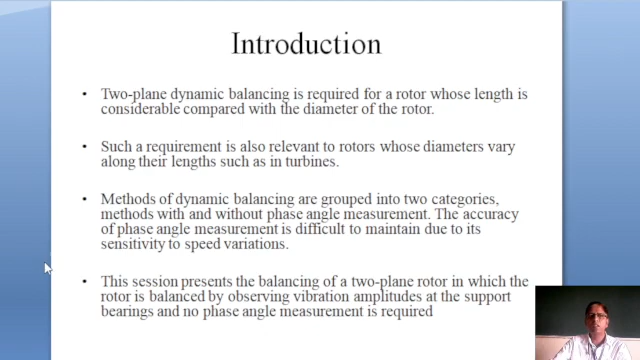 Introduction
• Two-plane dynamic balancing is required for a rotor whose length is
considerable compared with the diameter of the rotor.
• Such a requirement is also relevant to rotors whose diameters vary
along their lengths such as in turbines.
• Methods of dynamic balancing are grouped into two categories,
methods with and without phase angle measurement. The accuracy
of phase angle measurement is difficult to maintain due to its
sensitivity to speed variations.
• This session presents the balancing of a two-plane rotor in which the
rotor is balanced by observing vibration amplitudes at the support
bearings and no phase angle measurement is required